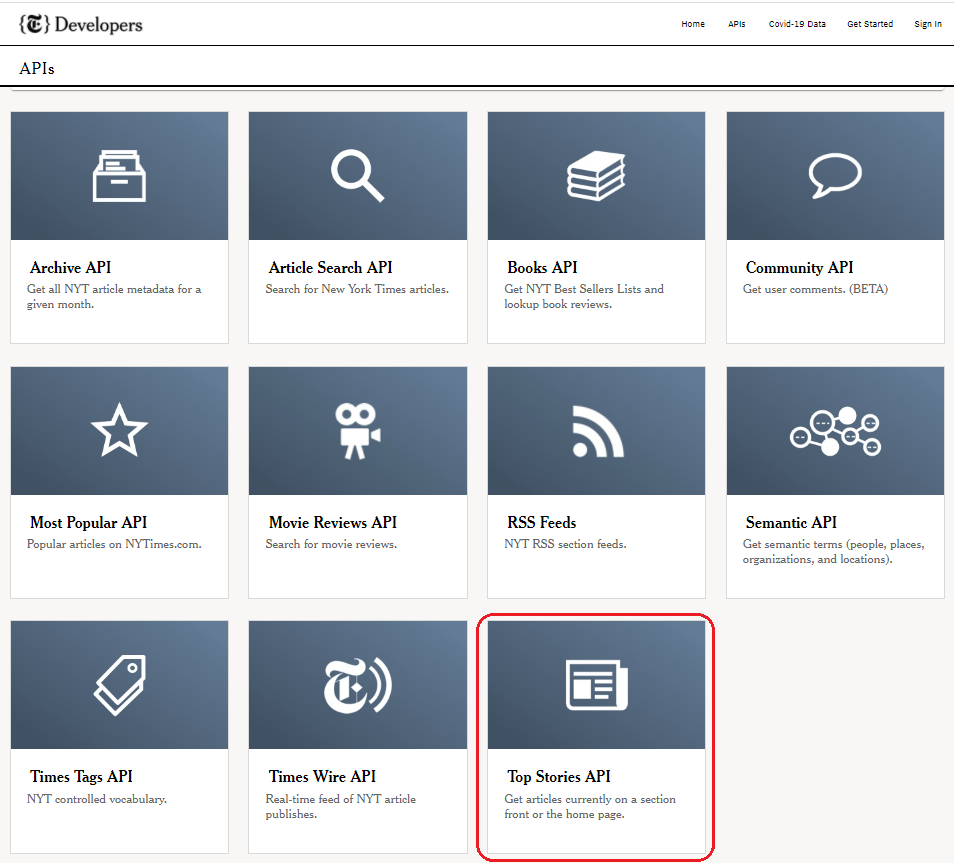 {T} Developers
Home APIs Covid-19 Data Get Started Sign In
APIs
Archive API
Get all NYT article metadata for a
given month.
Article Search API
Search for New York Times articles.
Books API
Get NYT Best Sellers Lists and
lookup book reviews.
Community API
Get user comments. (BETA)
Most Popular API
Popular articles on NYTimes.com.
Movie Reviews API
Search for movie reviews.
RSS Feeds
NYT RSS section feeds.
Semantic API
Get semantic terms (people, places,
organizations, and locations).
Times Tags API
NYT controlled vocabulary.
T
Times Wire API
Real-time feed of NYT article
publishes.
Top Stories API
Get articles currently on a section
front or the home page.